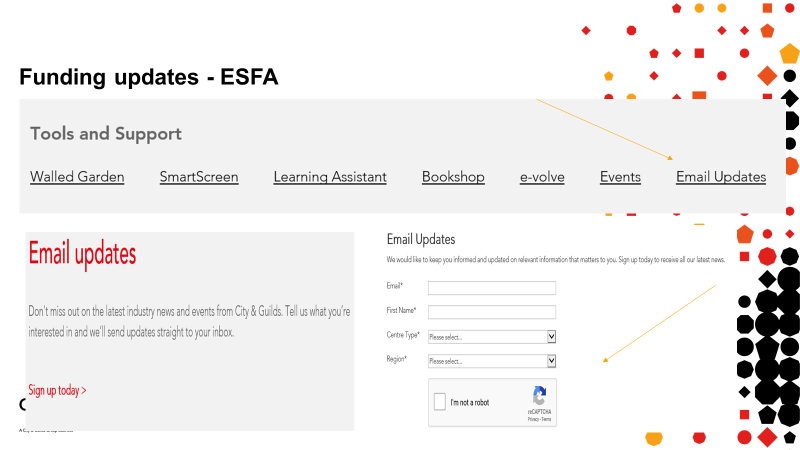 Funding updates - ESFA
Tools and Support
Walled Garden SmartScreen Learning Assistant Bookshop e-volve Events Email Updates
Email updates
Don't miss out on the latest industry news and events from City & Guilds. Tell us what you're
interested in and we'll send updates straight to your inbox.
Sign up today >
Email Updates
We would like to keep you informed and updated on relevant information that matters to you. Sign up today to receive all our latest news.
Email*
First Name*
Centre Type* Please select...
Region* Please select...
I'm not a robot
reCAPTCHA
Privacy - Terms